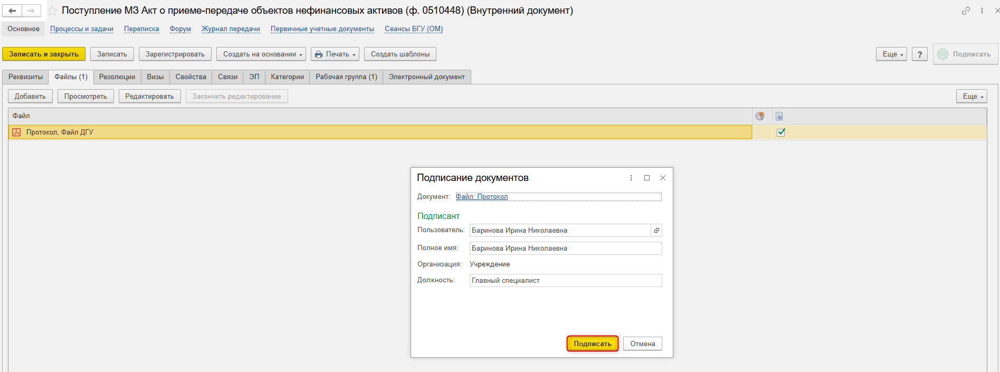 Поступление МЗ Акт о приеме-передаче объектов нефинансовых активов (ф. 0510448) (Внутренний документ)
Основное Процессы и задачи Переписка Форум Журнал передачи Первичные учетные документы Сеансы БГУ (ОМ)
Записать и закрыть Записать Зарегистрировать Создать на основании Печать Создать шаблоны Еще ? Подписать
Реквизиты Файлы (1) Резолюции Визы Свойства Связи ЭП Категории Рабочая группа (1) Электронный документ
Добавить Просмотреть Редактировать Закончить редактирование Еще
Файл
Протокол, Файл ДГУ
Подписание документов
Документ: Файл: Протокол
Подписант
Пользователь: Баринова Ирина Николаевна
Полное имя: Баринова Ирина Николаевна
Организация: Учреждение
Должность: Главный специалист
Подписать Отмена